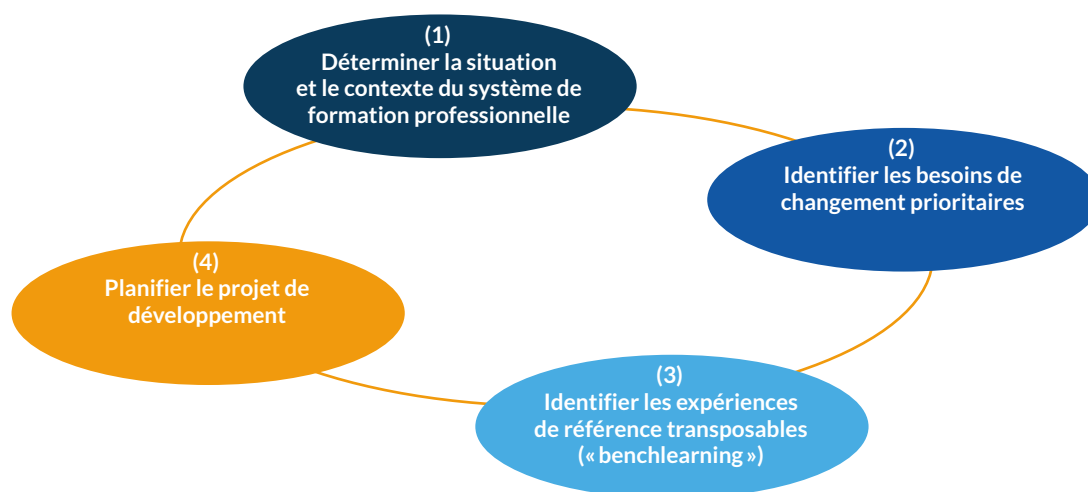 (1)
Déterminer la situation
et le contexte du système de
formation professionnelle
(2)
Identifier les besoins de
changement prioritaires
(3)
Identifier les expériences
de référence transposables
(« benchlearning »)
(4)
Planifier le projet de
développement